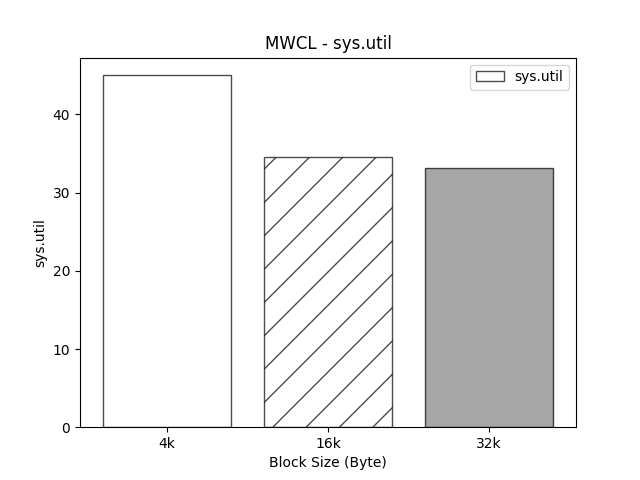 MWCL - sys.util
sys.util
sys.util
40
30
20
10
0
4k
16k
32k
Block Size (Byte)